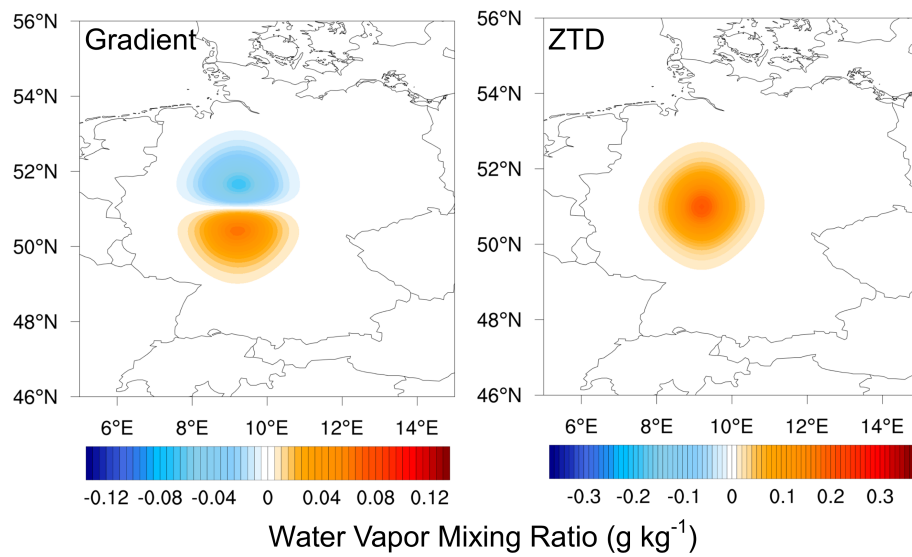 Gradient
56°N
54°N
52°N
50°N
48°N
46°N
6°E 8°E 10°E 12°E 14°E
-0.12 -0.08 -0.04 0 0.04 0.08 0.12
ZTD
56°N
54°N
52°N
50°N
48°N
46°N
6°E 8°E 10°E 12°E 14°E
-0.3 -0.2 -0.1 0 0.1 0.2 0.3
Water Vapor Mixing Ratio (g kg⁻¹)